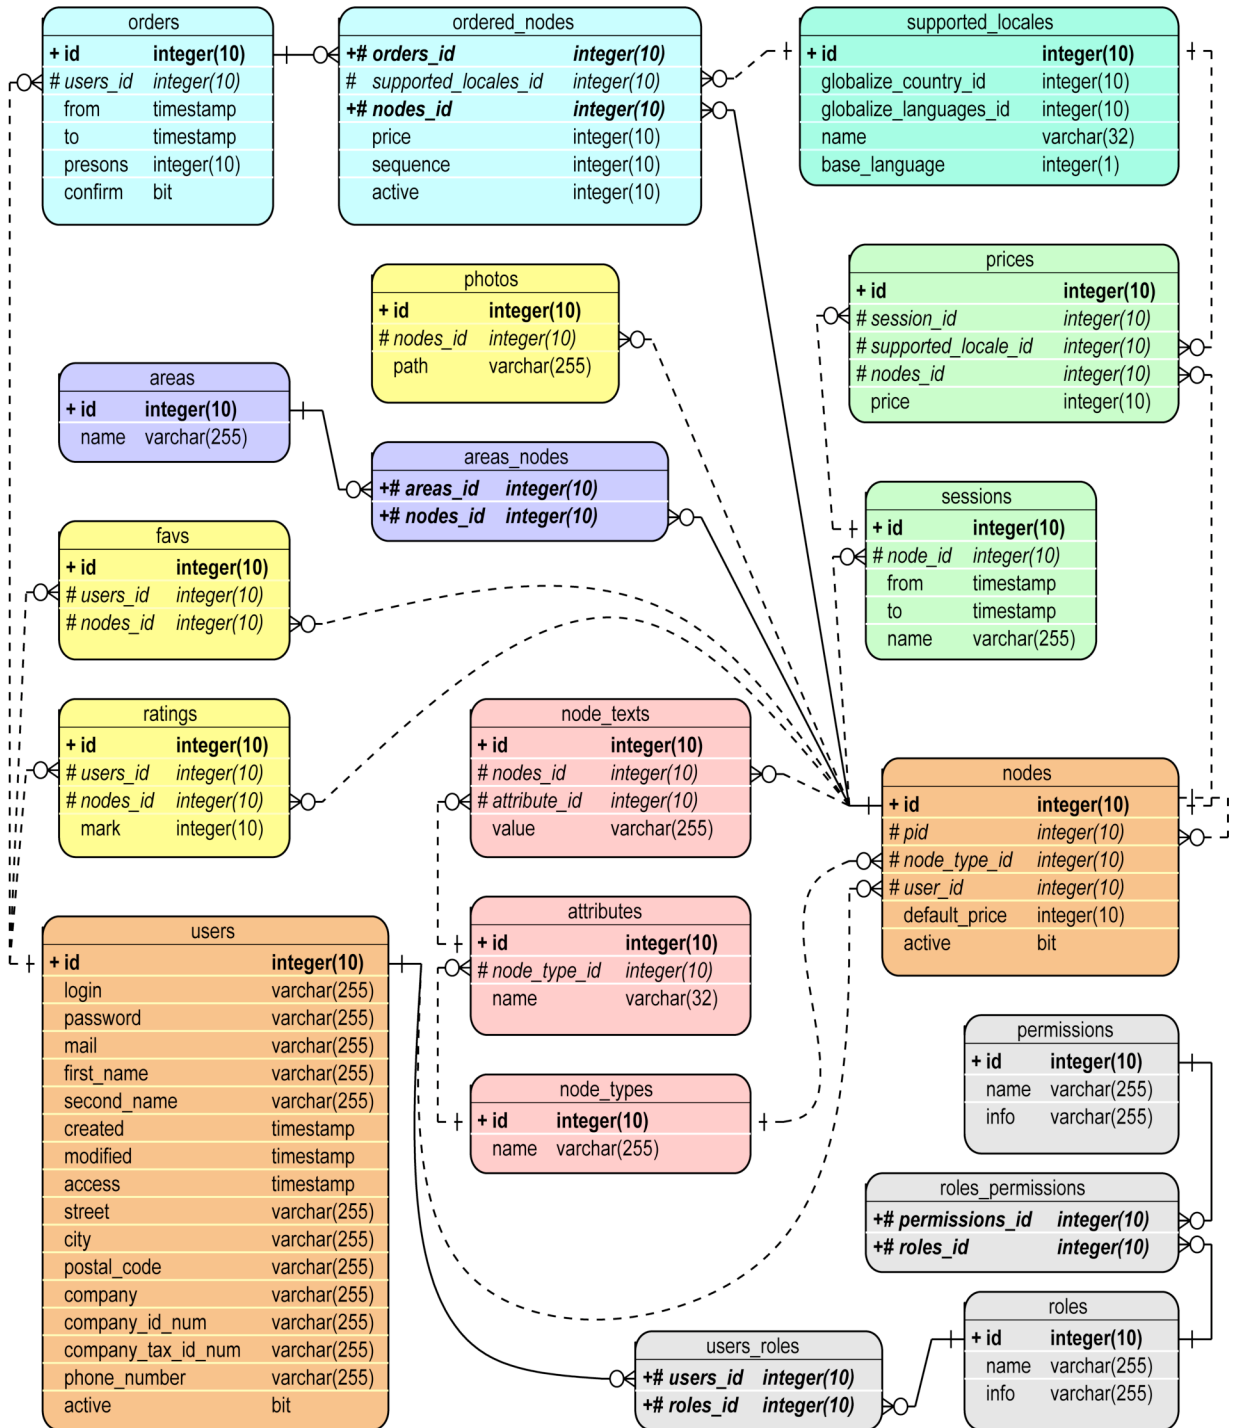 orders
+ id integer(10)
# users_id integer(10)
from timestamp
to timestamp
presons integer(10)
confirm bit
ordered_nodes
+# orders_id integer(10)
# supported_locales_id integer(10)
+# nodes_id integer(10)
price integer(10)
sequence integer(10)
active integer(10)
supported_locales
+ id integer(10)
globalize_country_id integer(10)
globalize_languages_id integer(10)
name varchar(32)
base_language integer(1)
photos
+ id integer(10)
# nodes_id integer(10)
path varchar(255)
prices
+ id integer(10)
# session_id integer(10)
# supported_locale_id integer(10)
# nodes_id integer(10)
price integer(10)
areas
+ id integer(10)
name varchar(255)
areas_nodes
+# areas_id integer(10)
+# nodes_id integer(10)
sessions
+ id integer(10)
# node_id integer(10)
from timestamp
to timestamp
name varchar(255)
favs
+ id integer(10)
# users_id integer(10)
# nodes_id integer(10)
ratings
+ id integer(10)
# users_id integer(10)
# nodes_id integer(10)
mark integer(10)
node_texts
+ id integer(10)
# nodes_id integer(10)
# attribute_id integer(10)
value varchar(255)
nodes
+ id integer(10)
# pid integer(10)
# node_type_id integer(10)
# user_id integer(10)
default_price integer(10)
active bit
attributes
+ id integer(10)
# node_type_id integer(10)
name varchar(32)
users
+ id integer(10)
login varchar(255)
password varchar(255)
mail varchar(255)
first_name varchar(255)
second_name varchar(255)
created timestamp
modified timestamp
access timestamp
street varchar(255)
city varchar(255)
postal_code varchar(255)
company varchar(255)
company_id_num varchar(255)
company_tax_id_num varchar(255)
phone_number varchar(255)
active bit
node_types
+ id integer(10)
name varchar(255)
permissions
+ id integer(10)
name varchar(255)
info varchar(255)
roles_permissions
+# permissions_id integer(10)
+# roles_id integer(10)
roles
+ id integer(10)
name varchar(255)
info varchar(255)
users_roles
+# users_id integer(10)
+# roles_id integer(10)